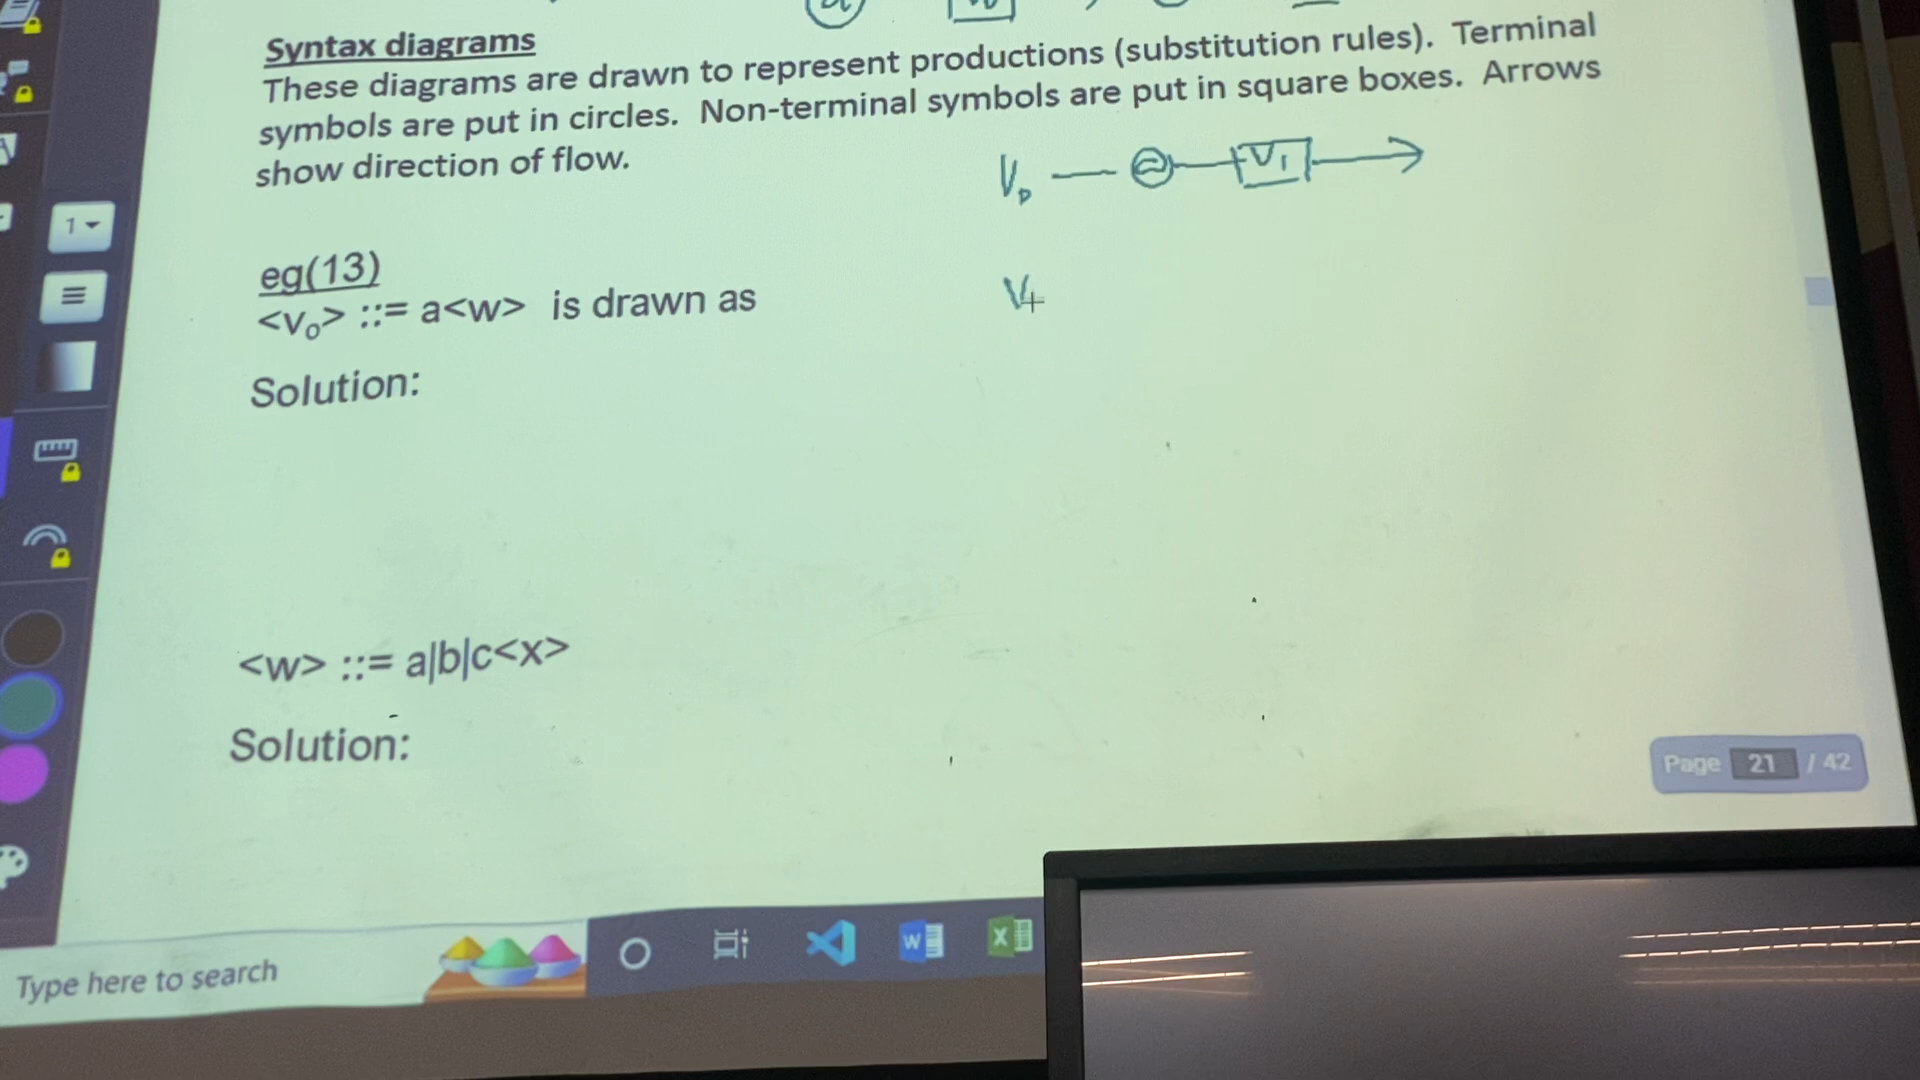 Syntax diagrams
These diagrams are drawn to represent productions (substitution rules). Terminal
symbols are put in circles. Non-terminal symbols are put in square boxes. Arrows
show direction of flow.
V₁
1
eg(13)
<v₀> ::= a<w> is drawn as
Solution:
<w> ::= a|b|c<x>
Solution:
Page 21 / 42
Type here to search